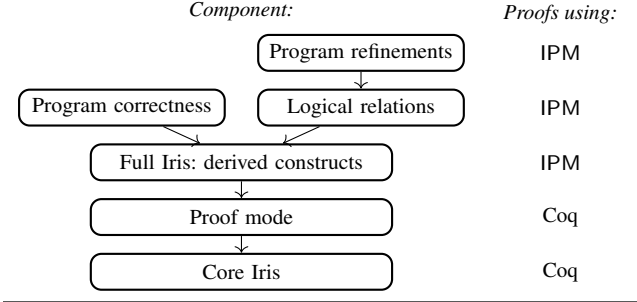 Component: Proofs using:
Program refinements IPM
Program correctness Logical relations IPM
Full Iris: derived constructs IPM
Proof mode Coq
Core Iris Coq